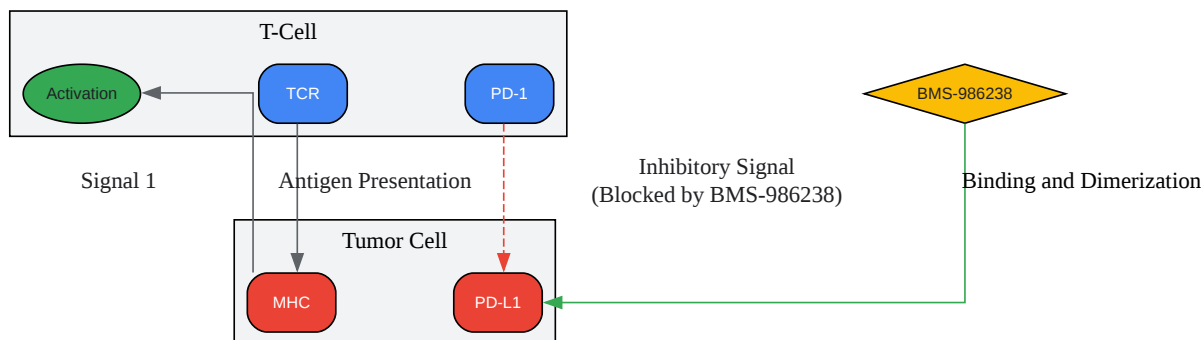 T-Cell
Activation
TCR
PD-1
BMS-986238
Signal 1
Antigen Presentation
Inhibitory Signal
(Blocked by BMS-986238)
Binding and Dimerization
Tumor Cell
MHC
PD-L1